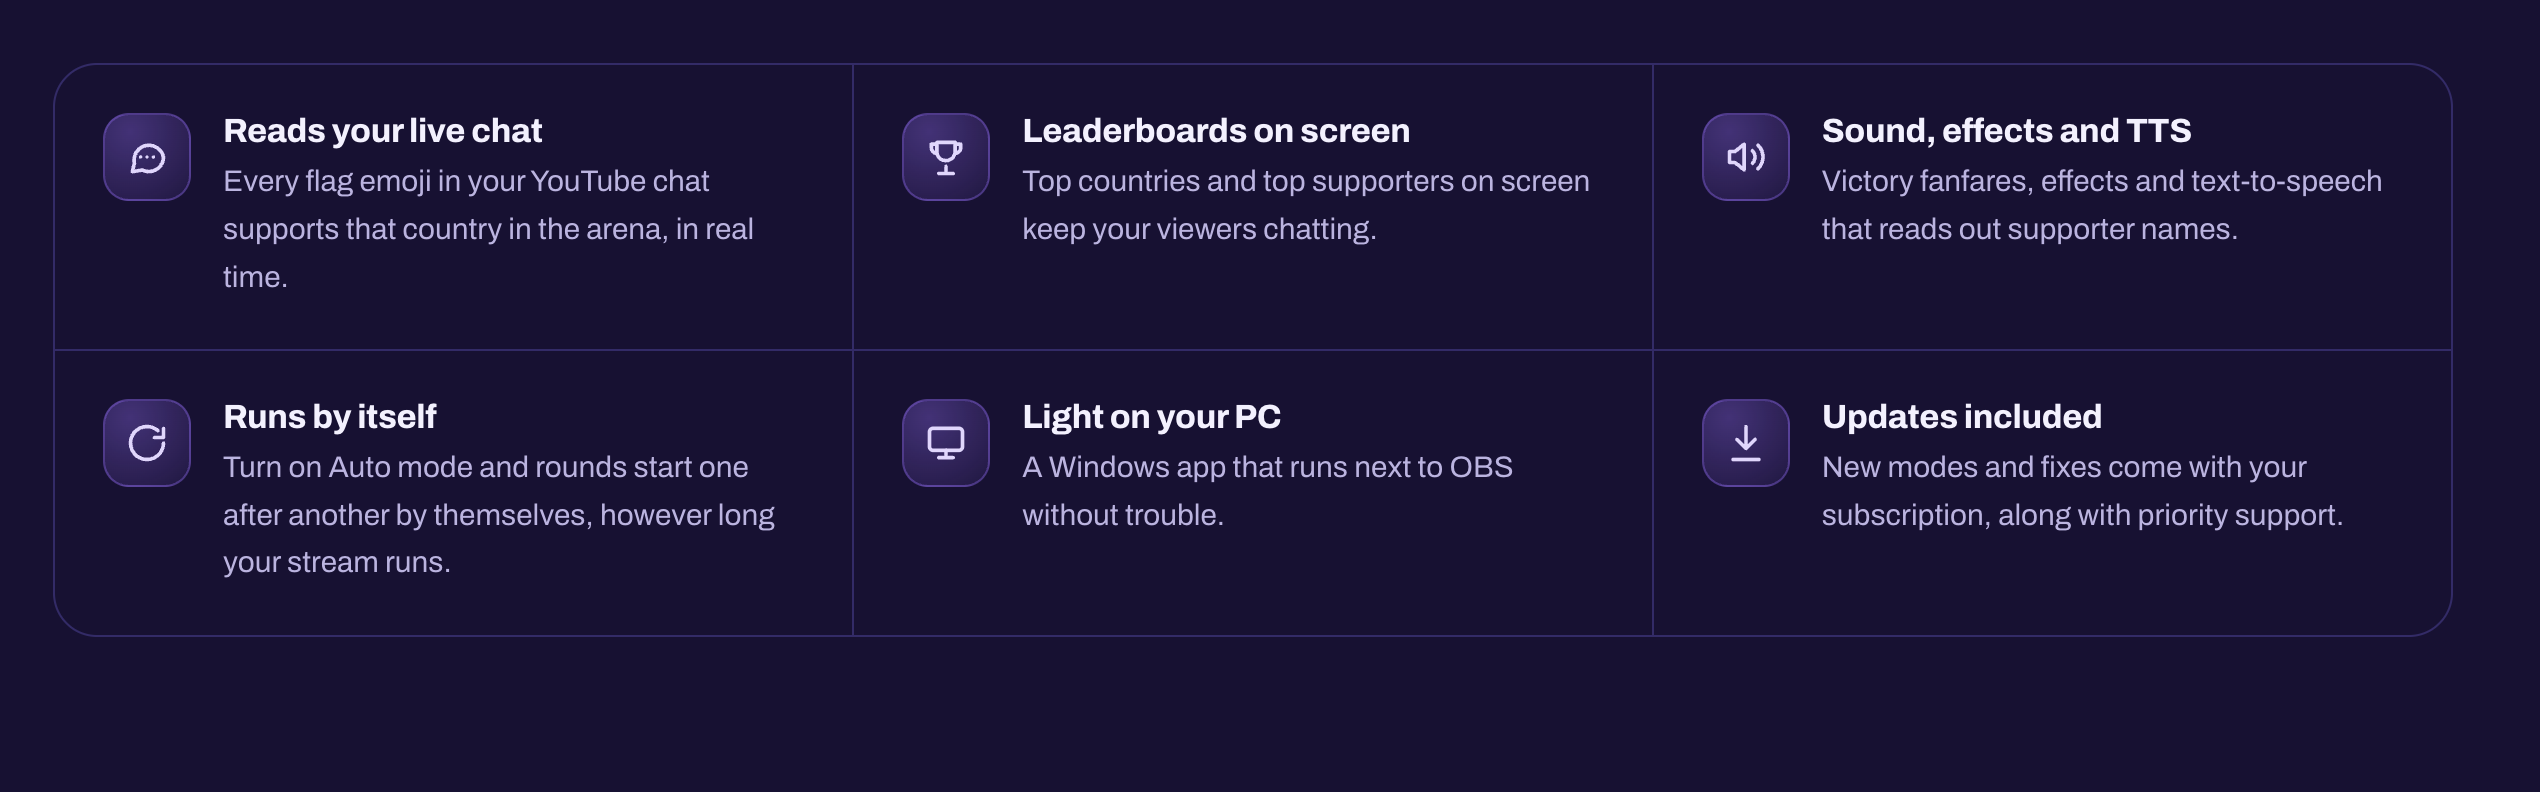 Reads your live chat
Every flag emoji in your YouTube chat
supports that country in the arena, in real
time.
Leaderboards on screen
Top countries and top supporters on screen
keep your viewers chatting.
Sound, effects and TTS
Victory fanfares, effects and text-to-speech
that reads out supporter names.
Runs by itself
Turn on Auto mode and rounds start one
after another by themselves, however long
your stream runs.
Light on your PC
A Windows app that runs next to OBS
without trouble.
Updates included
New modes and fixes come with your
subscription, along with priority support.